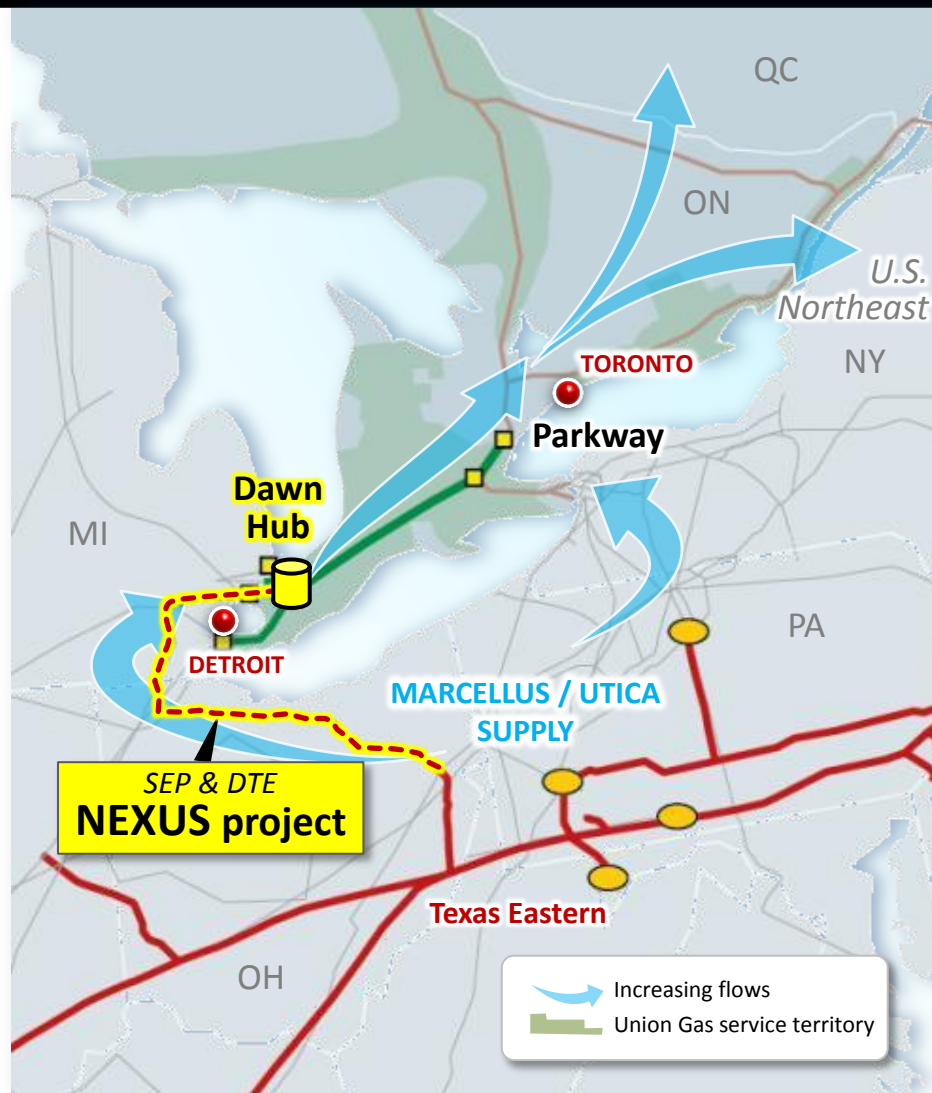 QC
ON
U.S.
Northeast
NY
TORONTO
Parkway
Dawn
Hub
MI
PA
DETROIT
MARCELLUS / UTICA
SUPPLY
SEP & DTE
NEXUS project
Texas Eastern
OH
Increasing flows
Union Gas service territory